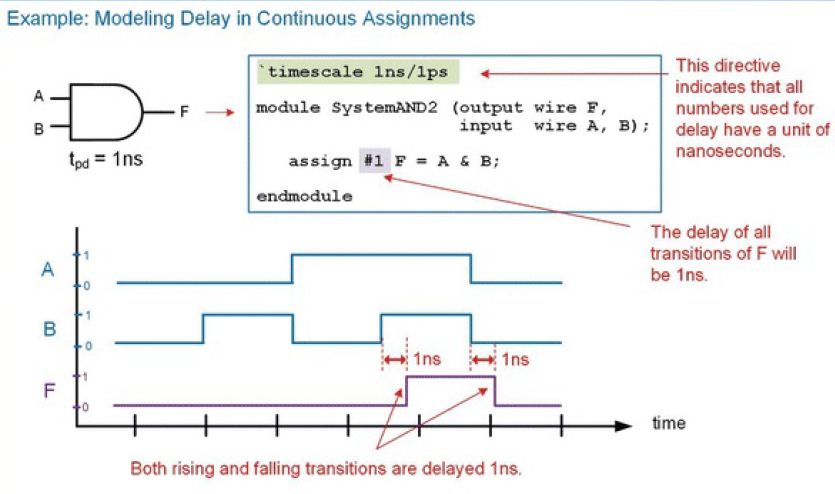 Example: Modeling Delay in Continuous Assignments
A
B
F
tpd = 1ns
`timescale 1ns/1ps
module SystemAND2 (output wire F,
input wire A, B);
assign #1 F = A & B;
endmodule
This directive
indicates that all
numbers used for
delay have a unit of
nanoseconds.
The delay of all
transitions of F will
be 1ns.
A
1
0
B
1
0
1ns
1ns
F
1
0
time
Both rising and falling transitions are delayed 1ns.